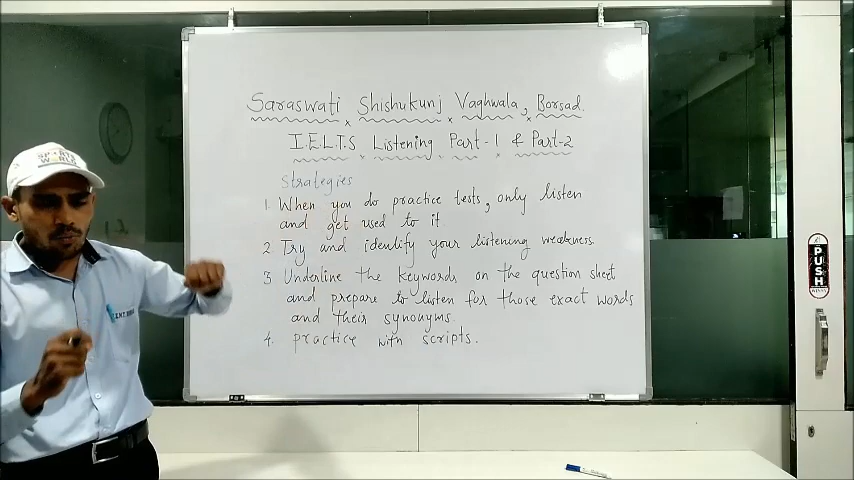 Saraswati Shishukunj Vaghwala, Borsad.
I.E.L.T.S Listening Part-1 & Part-2
Strategies
1 When you do practice tests, only listen
and get used to it
2 Try and identify your listening weakness.
3 Underline the keywords on the question sheet
and prepare to listen for those exact words
and their synonyms.
4. practice with scripts.
SPORTS
WORLD
PUSH